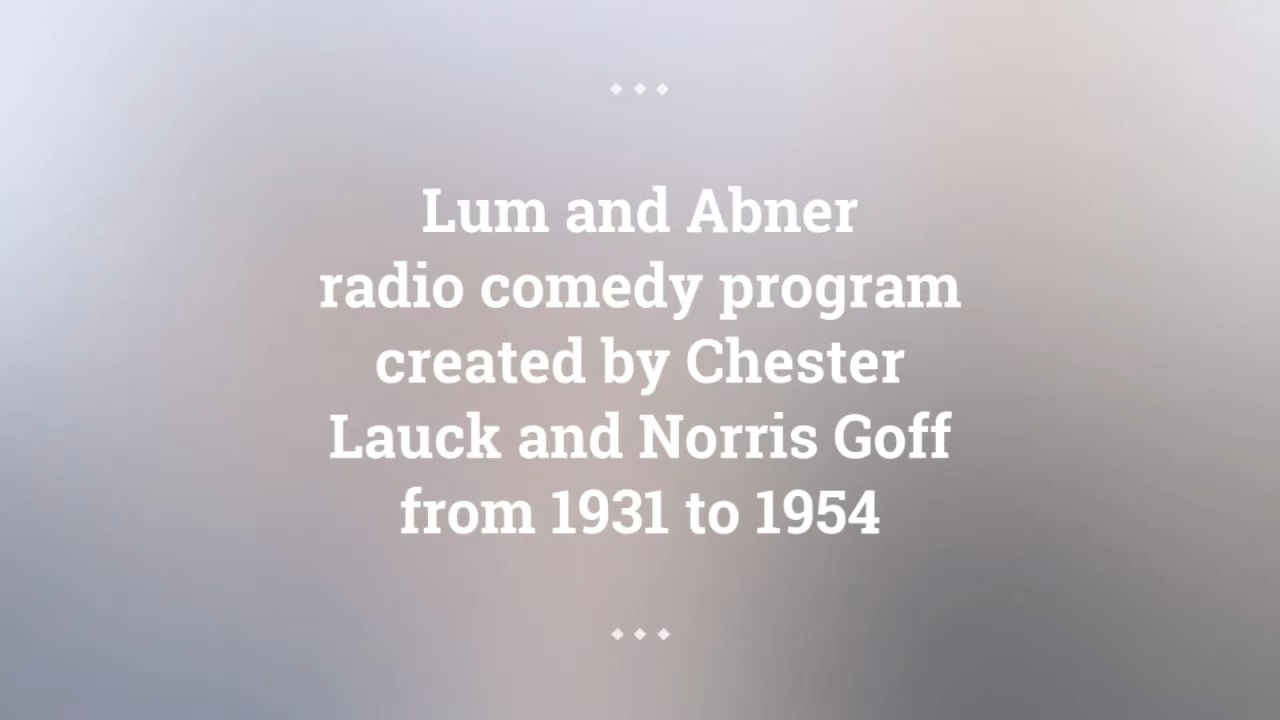 Lum and Abner
radio comedy program
created by Chester
Lauck and Norris Goff
from 1931 to 1954